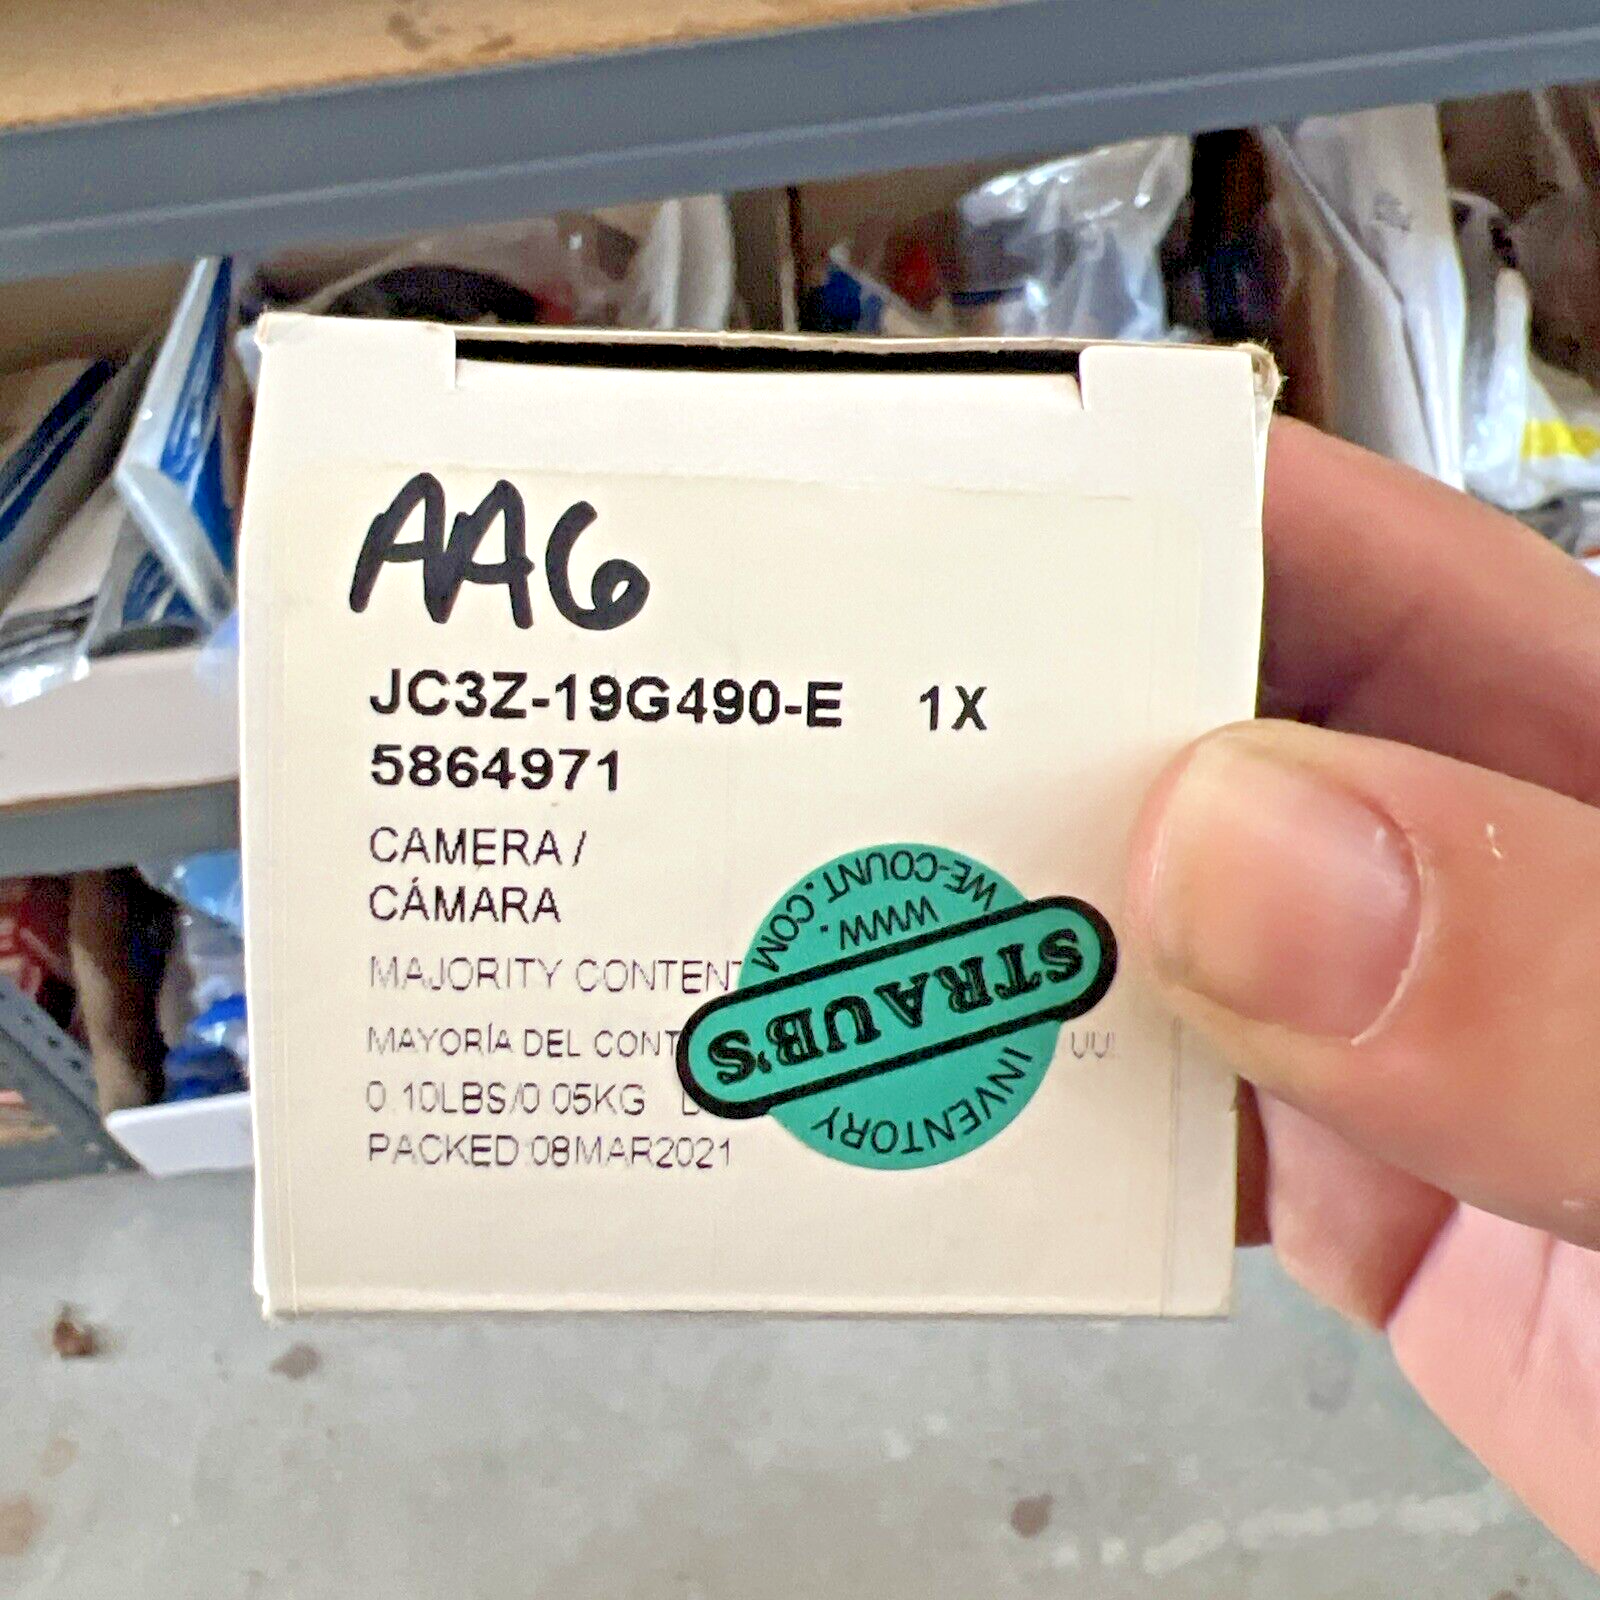 AA6
JC3Z-19G490-E 1X
5864971
CAMERA /
CÁMARA
MAJORITY CONTENT
MAYORÍA DEL CONT
0.10LBS/0.05KG
PACKED:08MAR2021
STRAUB'S
INVENTORY
WWW.
WE-COUNT.COM